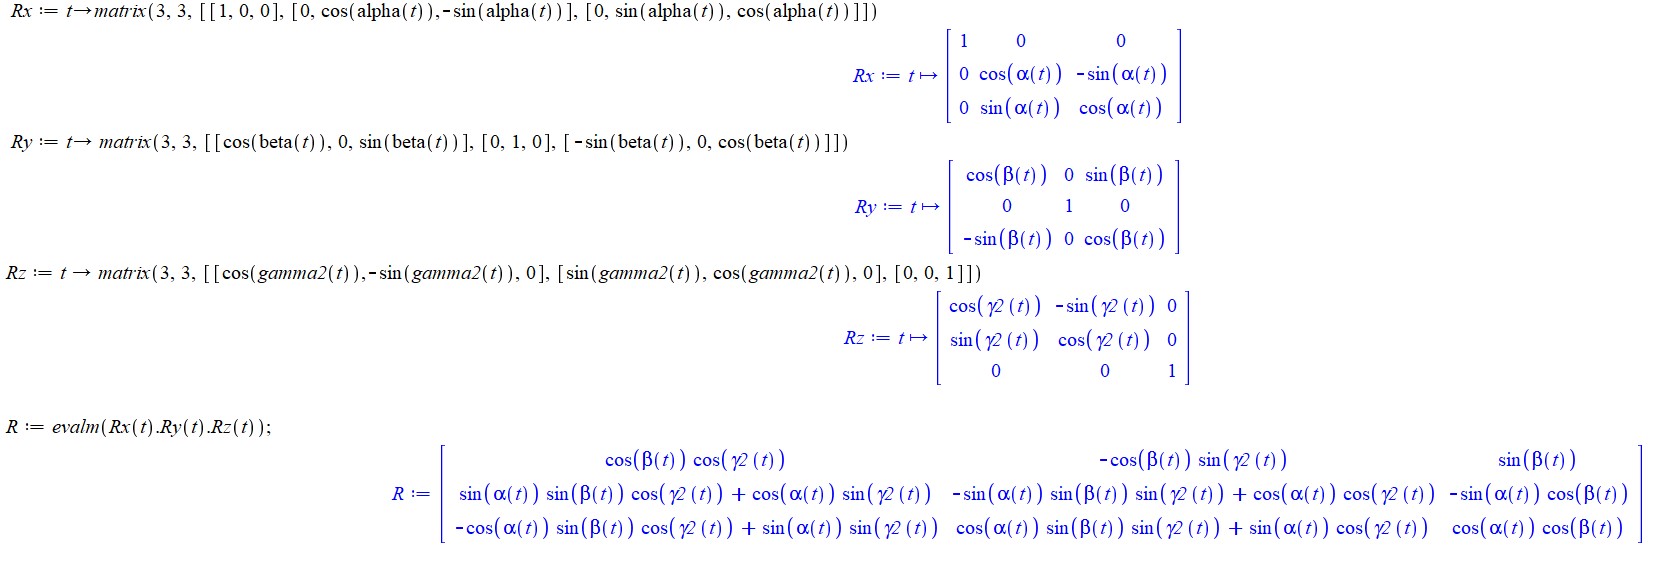 Rx := t→matrix(3, 3, [[1, 0, 0], [0, cos(alpha(t)),-sin(alpha(t))], [0, sin(alpha(t)), cos(alpha(t))]])
1 0 0
Rx := t ↦ 0 cos(α(t)) -sin(α(t))
0 sin(α(t)) cos(α(t))
Ry := t→ matrix(3, 3, [[cos(beta(t)), 0, sin(beta(t))], [0, 1, 0], [-sin(beta(t)), 0, cos(beta(t))]])
cos(β(t)) 0 sin(β(t))
Ry := t ↦ 0 1 0
-sin(β(t)) 0 cos(β(t))
Rz := t → matrix(3, 3, [[cos(gamma2(t)),-sin(gamma2(t)), 0], [sin(gamma2(t)), cos(gamma2(t)), 0], [0, 0, 1]])
cos(γ2(t)) -sin(γ2(t)) 0
Rz := t ↦ sin(γ2(t)) cos(γ2(t)) 0
0 0 1
R := evalm(Rx(t).Ry(t).Rz(t));
cos(β(t)) cos(γ2(t)) -cos(β(t)) sin(γ2(t)) sin(β(t))
R := sin(α(t)) sin(β(t)) cos(γ2(t)) + cos(α(t)) sin(γ2(t)) -sin(α(t)) sin(β(t)) sin(γ2(t)) + cos(α(t)) cos(γ2(t)) -sin(α(t)) cos(β(t))
-cos(α(t)) sin(β(t)) cos(γ2(t)) + sin(α(t)) sin(γ2(t)) cos(α(t)) sin(β(t)) sin(γ2(t)) + sin(α(t)) cos(γ2(t)) cos(α(t)) cos(β(t))